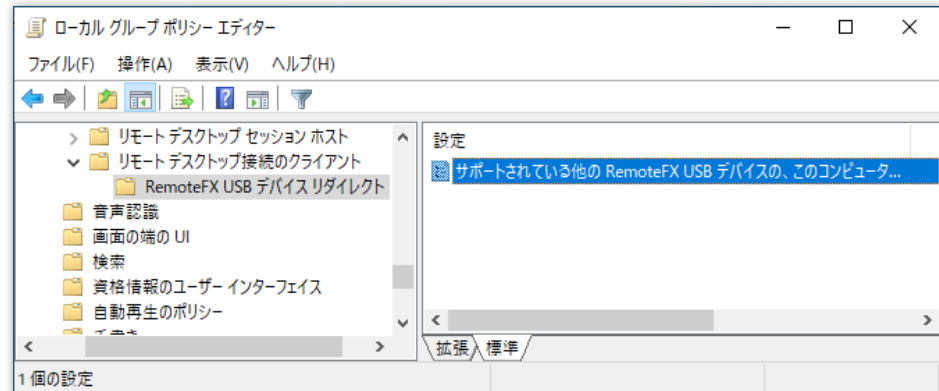 ローカル グループ ポリシー エディター
ファイル(F) 操作(A) 表示(V) ヘルプ(H)
リモート デスクトップ セッション ホスト
リモート デスクトップ接続のクライアント
RemoteFX USB デバイス リダイレクト
音声認識
画面の端の UI
検索
資格情報のユーザー インターフェイス
自動再生のポリシー
設定
サポートされている他の RemoteFX USB デバイスの、このコンピュータ...
拡張 標準
1 個の設定